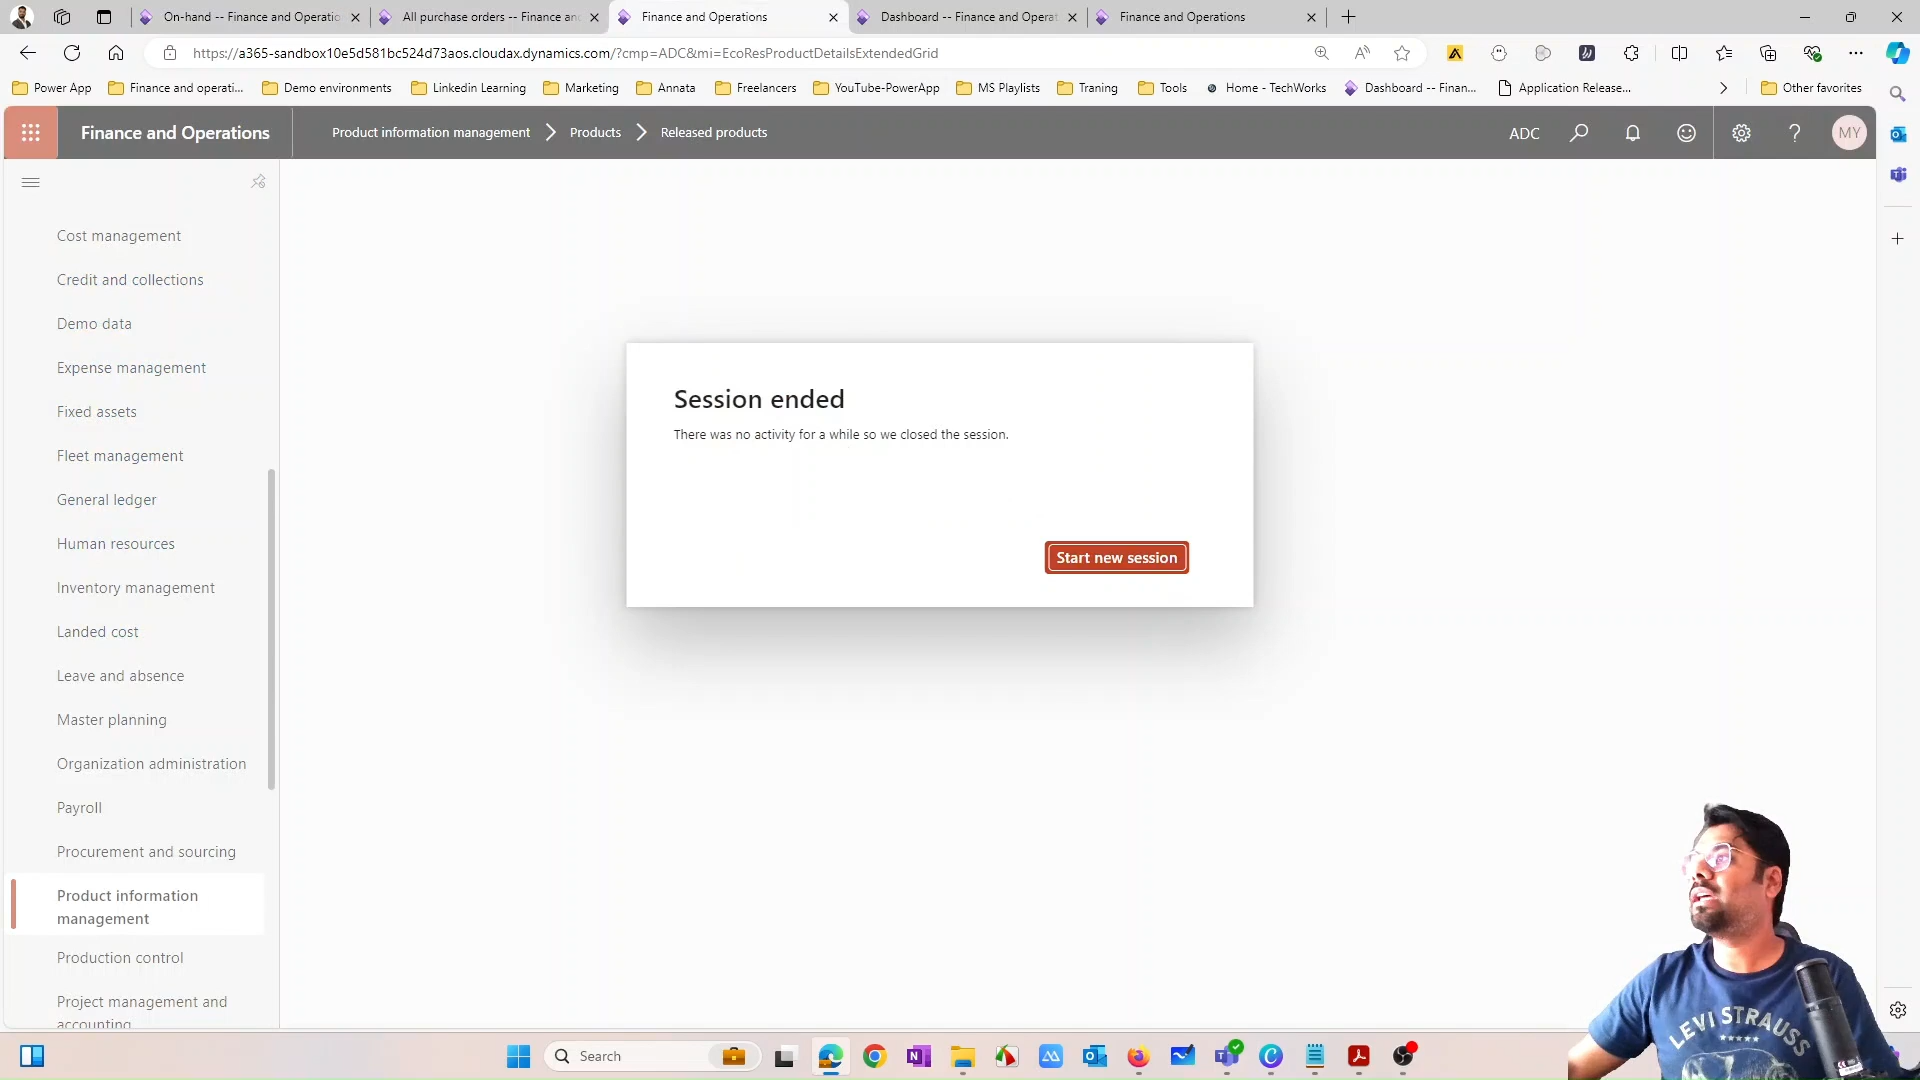 On-hand -- Finance and Operatio
All purchase orders -- Finance and
Finance and Operations
Dashboard -- Finance and Operat
Finance and Operations
https://a365-sandbox10e5d581bc524d73aos.cloudax.dynamics.com/?cmp=ADC&mi=EcoResProductDetailsExtendedGrid
Power App
Finance and operati...
Demo environments
Linkedin Learning
Marketing
Annata
Freelancers
YouTube-PowerApp
MS Playlists
Traning
Tools
Home - TechWorks
Dashboard -- Finan...
Application Release...
Other favorites
Finance and Operations
Product information management
Products
Released products
ADC
MY
Cost management
Credit and collections
Demo data
Expense management
Fixed assets
Fleet management
General ledger
Human resources
Inventory management
Landed cost
Leave and absence
Master planning
Organization administration
Payroll
Procurement and sourcing
Product information
management
Production control
Project management and
accounting
Session ended
There was no activity for a while so we closed the session.
Start new session
LEVI STRAUSS
Search